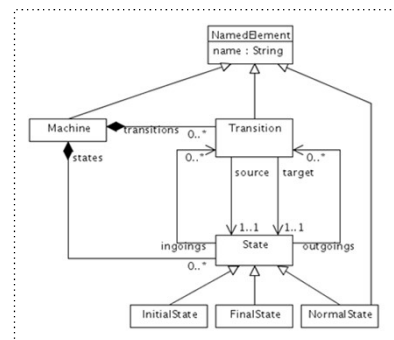 NamedElement
name : String
Machine
transitions
0..*
Transition
states
0..*
0..*
source
target
1..1
1..1
ingoings
State
outgoings
0..*
InitialState
FinalState
NormalState